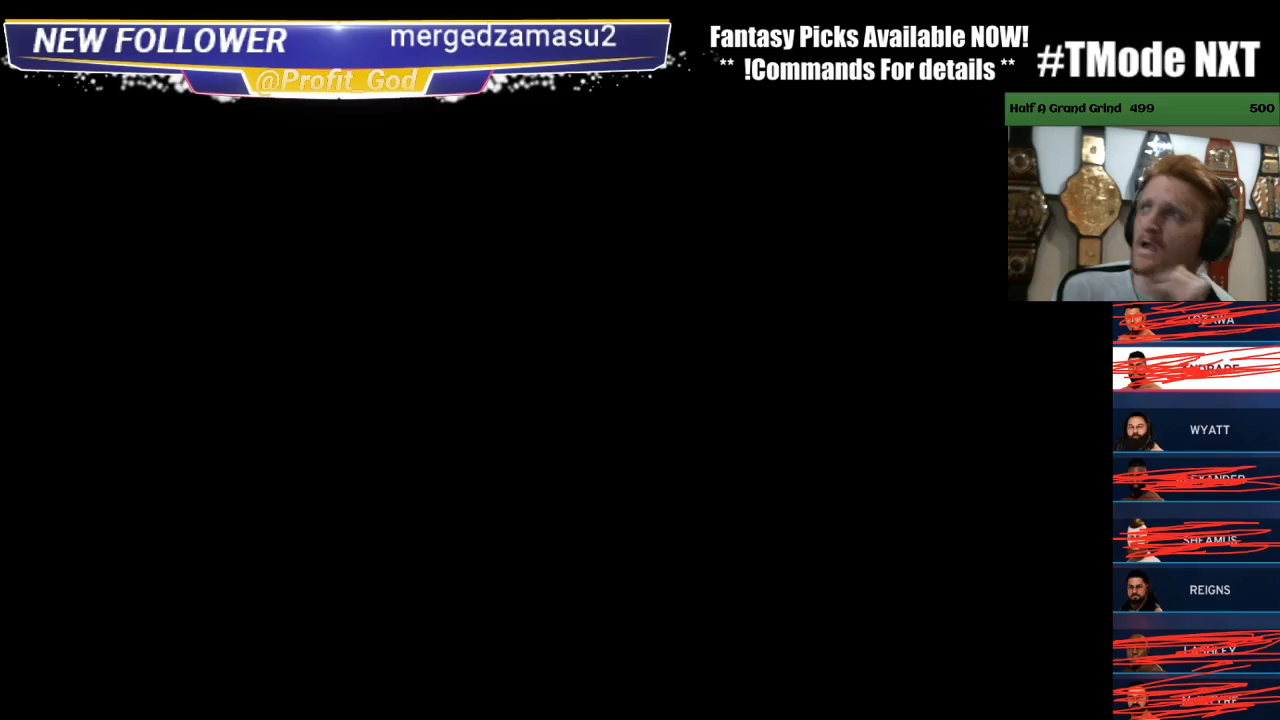 NEW FOLLOWER
mergedzamasu2
@Profit_God
Fantasy Picks Available NOW!
** !Commands For details **
#TMode NXT
Half A Grand Grind 499 500
WYATT
SHEAMUS
REIGNS